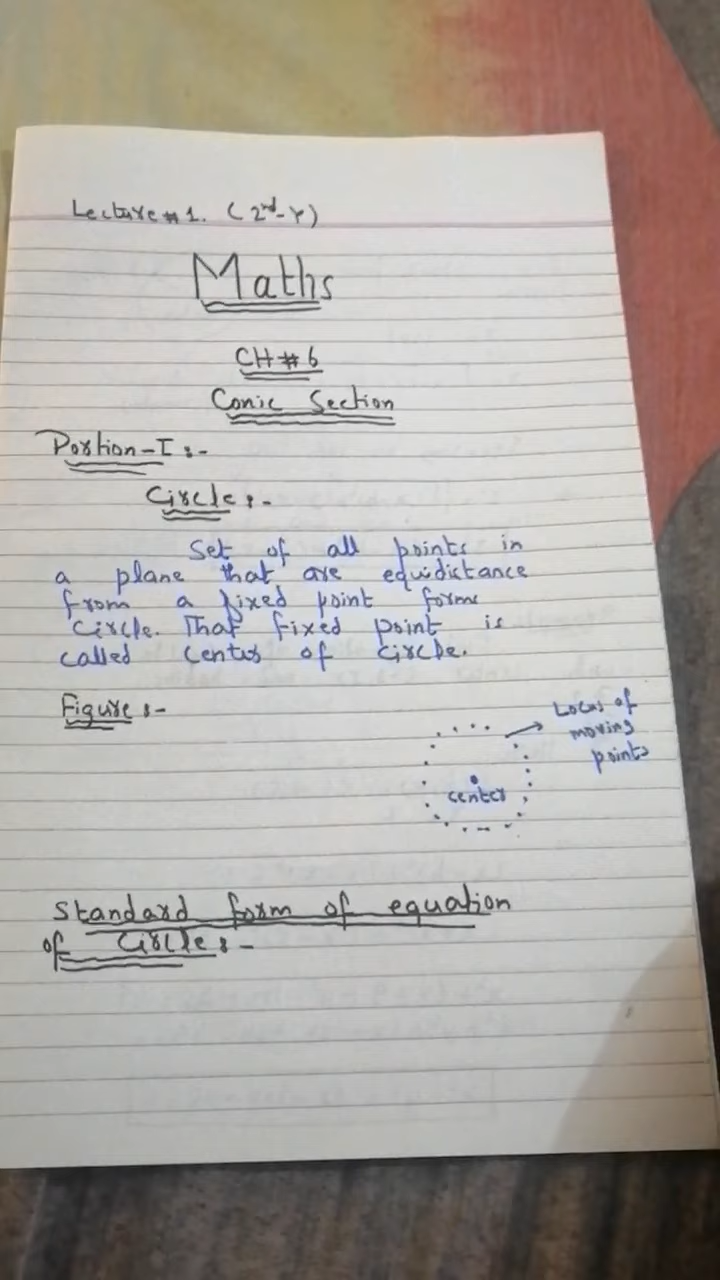 Lecture # 1. (2nd-Y)
Maths
CH # 6
Conic Section
Portion-I :-
Circle :-
Set of all points in
a plane that are equidistance
from a fixed point forms
circle. That fixed point is
called center of circle.
Figure :-
Locus of
moving
points
center
Standard form of equation
of Circle :-